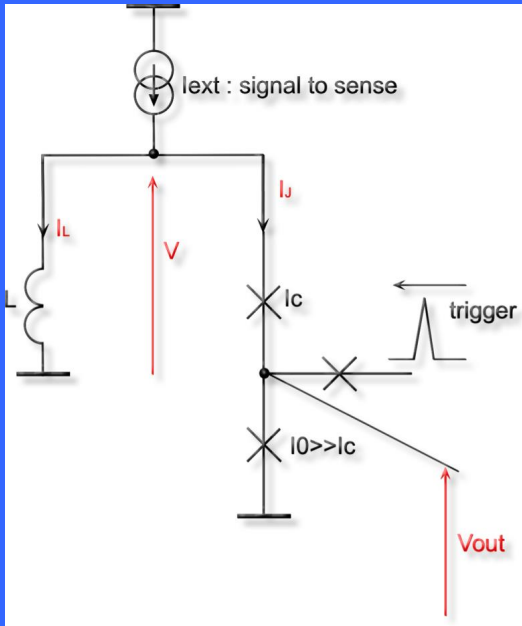 Iext : signal to sense
IL
V
IJ
L
Ic
trigger
I0>>Ic
Vout